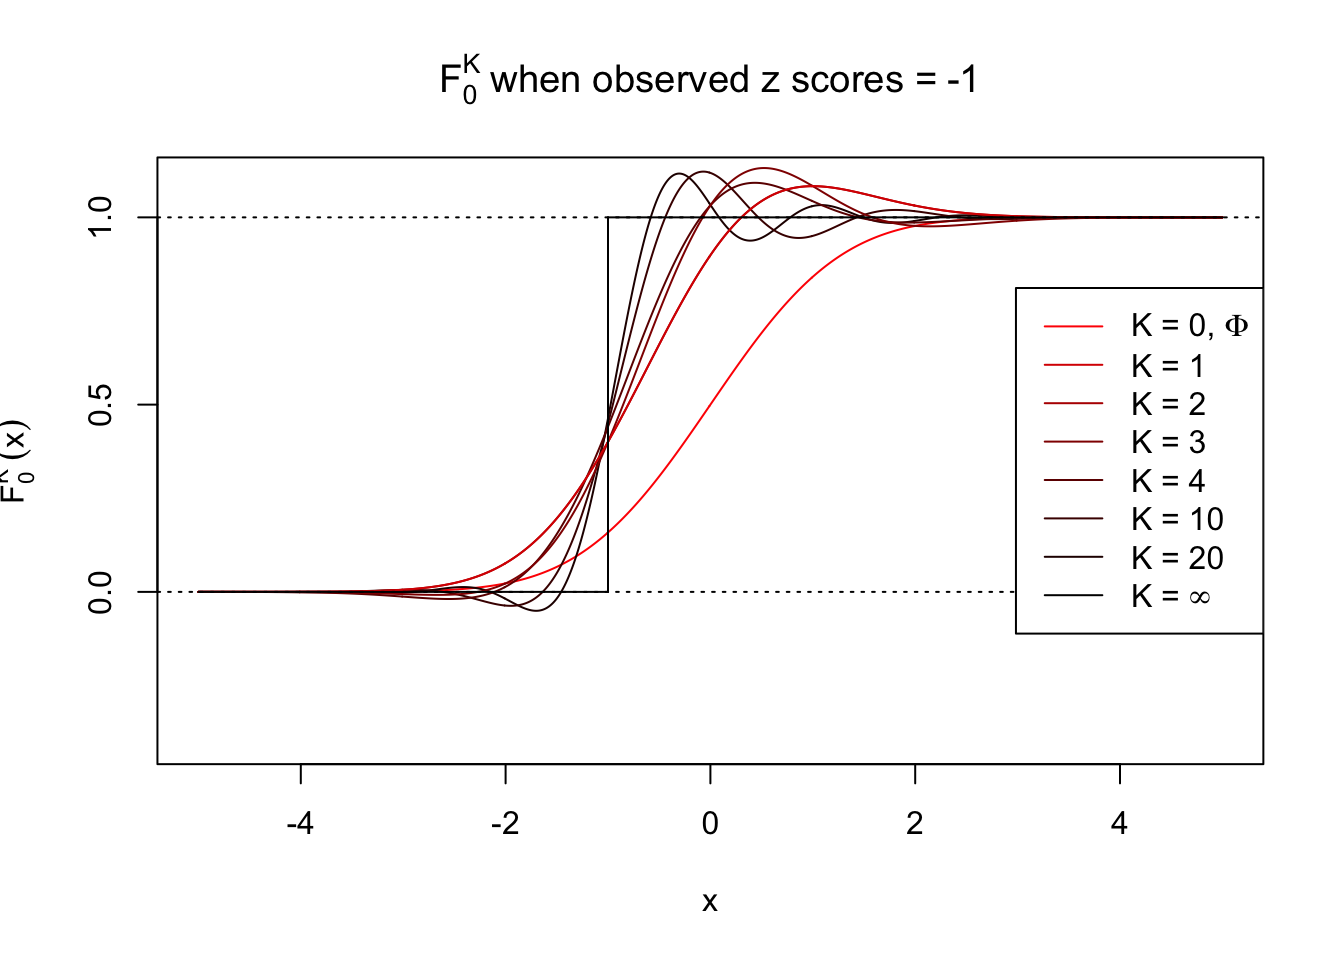 F₀ᴷ when observed z scores = -1
F₀ᴷ(x)
1.0
0.5
0.0
K = 0, Φ
K = 1
K = 2
K = 3
K = 4
K = 10
K = 20
K = ∞
-4 -2 0 2 4
x